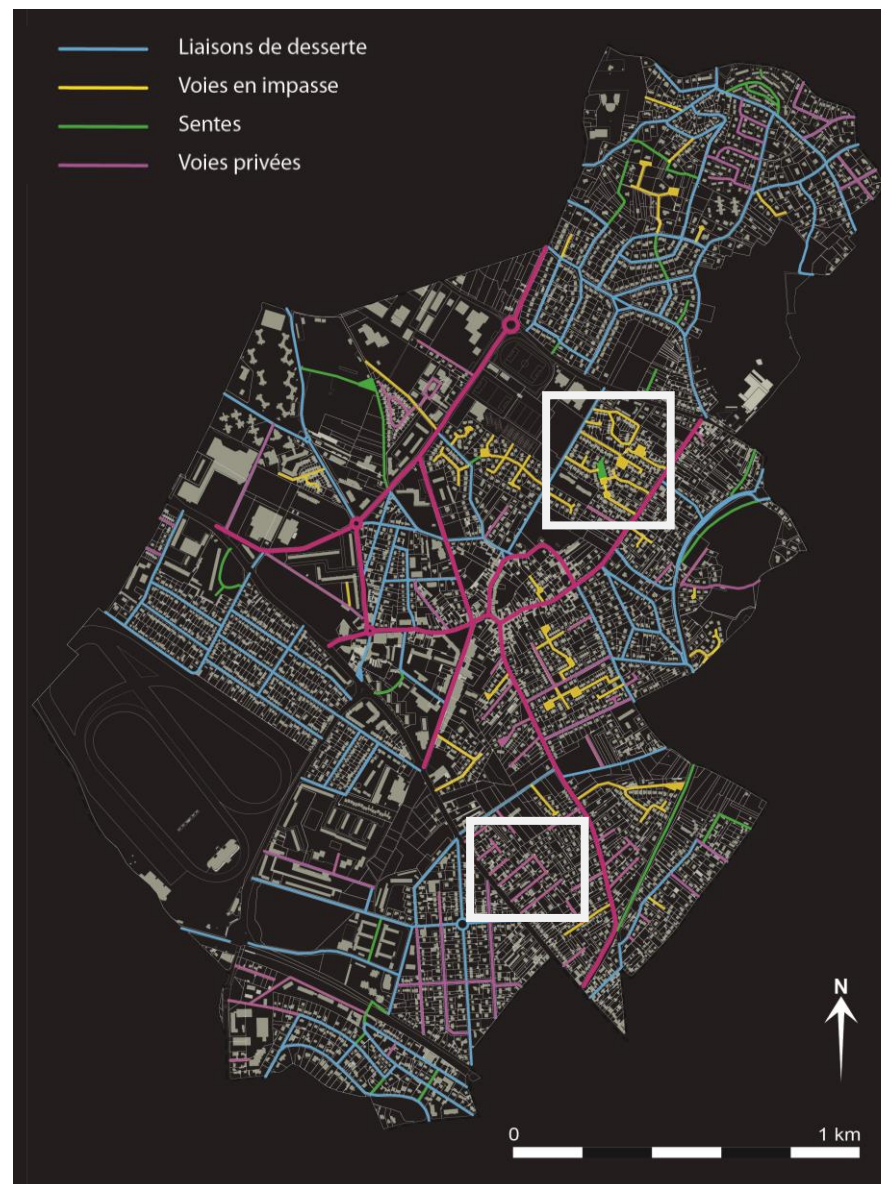 Liaisons de desserte
Voies en impasse
Sentes
Voies privées
N
0 1 km